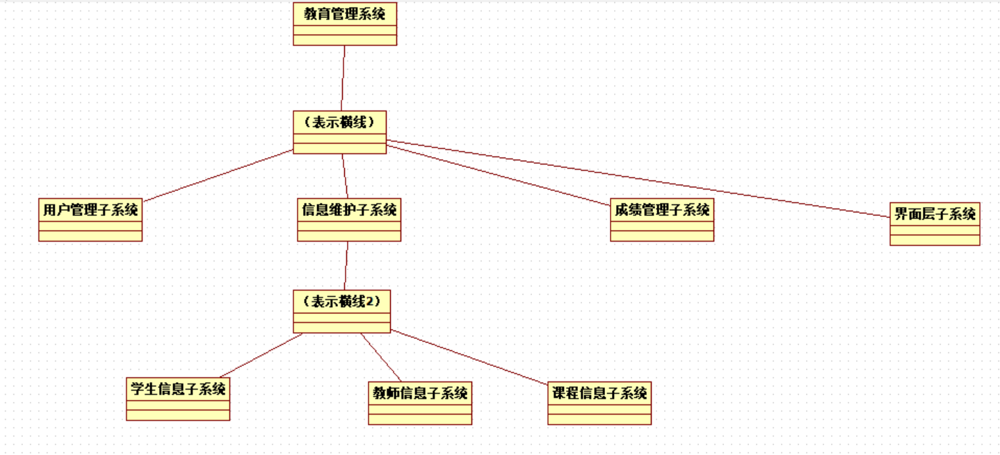 教育管理系统
（表示横线）
用户管理子系统
信息维护子系统
成绩管理子系统
界面层子系统
（表示横线2）
学生信息子系统
教师信息子系统
课程信息子系统